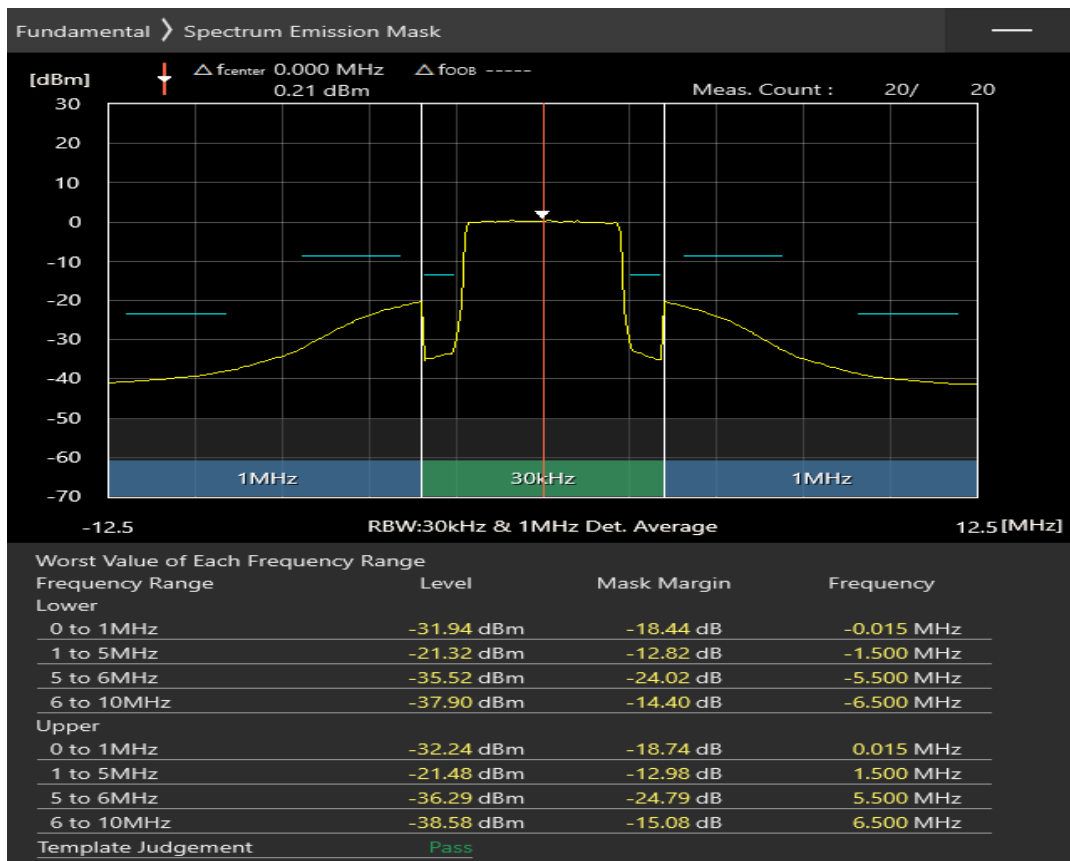 Fundamental ❯ Spectrum Emission Mask
[dBm] △ fcenter 0.000 MHz △ fOOB -----
0.21 dBm Meas. Count : 20/ 20
30
20
10
0
-10
-20
-30
-40
-50
-60
1MHz 30kHz 1MHz
-70
-12.5 RBW:30kHz & 1MHz Det. Average 12.5 [MHz]
Worst Value of Each Frequency Range
Frequency Range Level Mask Margin Frequency
Lower
0 to 1MHz -31.94 dBm -18.44 dB -0.015 MHz
1 to 5MHz -21.32 dBm -12.82 dB -1.500 MHz
5 to 6MHz -35.52 dBm -24.02 dB -5.500 MHz
6 to 10MHz -37.90 dBm -14.40 dB -6.500 MHz
Upper
0 to 1MHz -32.24 dBm -18.74 dB 0.015 MHz
1 to 5MHz -21.48 dBm -12.98 dB 1.500 MHz
5 to 6MHz -36.29 dBm -24.79 dB 5.500 MHz
6 to 10MHz -38.58 dBm -15.08 dB 6.500 MHz
Template Judgement Pass